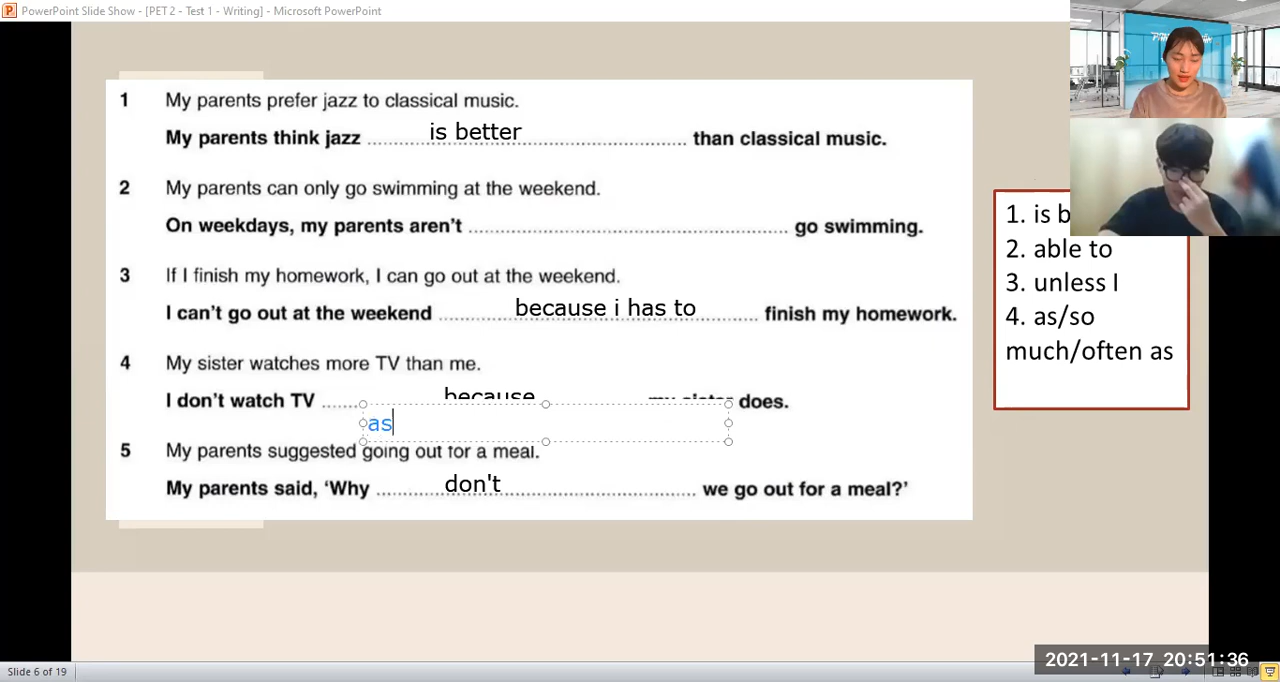 PowerPoint Slide Show - [PET 2 - Test 1 - Writing] - Microsoft PowerPoint
1 My parents prefer jazz to classical music.
My parents think jazz is better than classical music.
2 My parents can only go swimming at the weekend.
On weekdays, my parents aren't go swimming.
3 If I finish my homework, I can go out at the weekend.
I can't go out at the weekend because i has to finish my homework.
4 My sister watches more TV than me.
I don't watch TV because my sister does.
as
5 My parents suggested going out for a meal.
My parents said, 'Why don't we go out for a meal?'
1. is b
2. able to
3. unless I
4. as/so
much/often as
Slide 6 of 19
2021-11-17 20:51:36